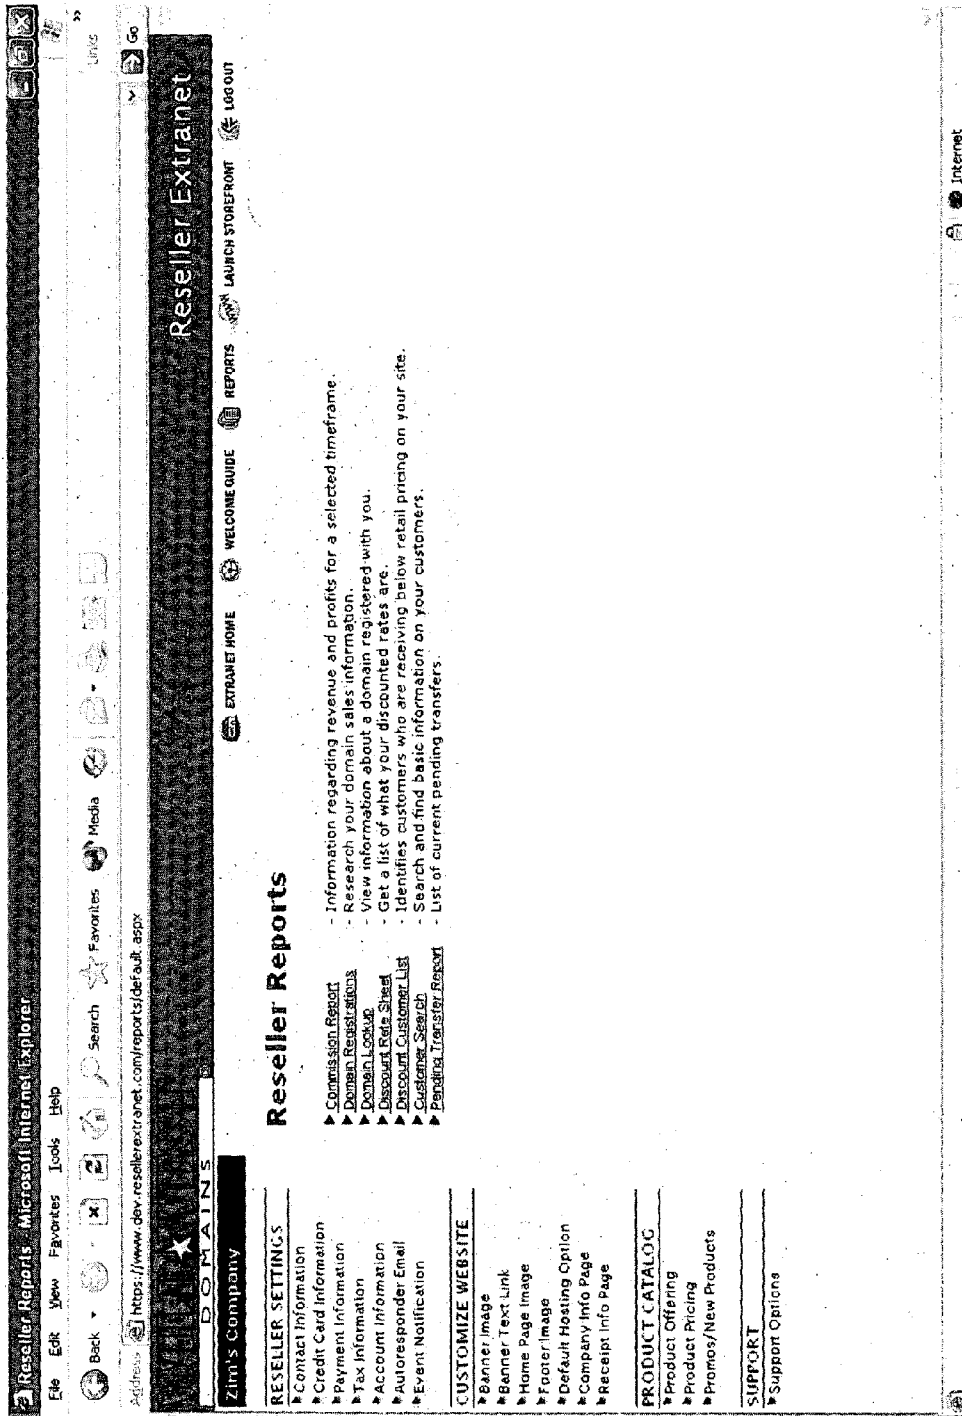 Reseller Reports - Microsoft Internet Explorer
File Edit View Favorites Tools Help
Back Search Favorites Media
Address https://www.dev.resellerextranet.com/reports/default.aspx Go Links
DOMAINS
Reseller Extranet
Zim's Company
EXTRANET HOME WELCOME GUIDE REPORTS LAUNCH STOREFRONT LOG OUT
RESELLER SETTINGS
Contact Information
Credit Card Information
Payment Information
Tax Information
Account Information
Autoresponder Email
Event Notification
CUSTOMIZE WEBSITE
Banner Image
Banner Text Link
Home Page Image
Footer Image
Default Hosting Option
Company Info Page
Receipt Info Page
PRODUCT CATALOG
Product Offering
Product Pricing
Promos/New Products
SUPPORT
Support Options
Reseller Reports
Commission Report - Information regarding revenue and profits for a selected timeframe.
Domain Registrations - Research your domain sales information.
Domain Lookup - View information about a domain registered with you.
Discount Rate Sheet - Get a list of what your discounted rates are.
Discount Customer List - Identifies customers who are receiving below retail pricing on your site.
Customer Search - Search and find basic information on your customers.
Pending Transfer Report - List of current pending transfers.
Internet